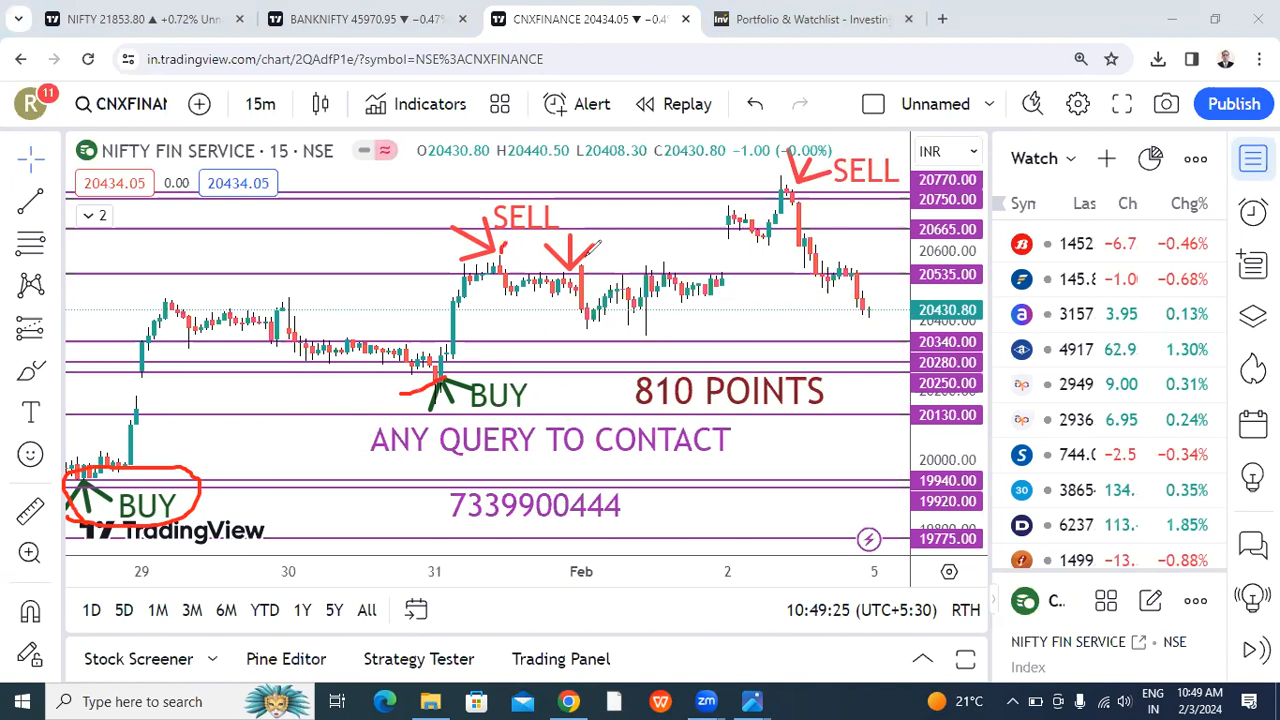 NIFTY 21853.80 ▲ +0.72% Unn
BANKNIFTY 45970.95 ▼ −0.47%
CNXFINANCE 20434.05 ▼ −0.4
Portfolio & Watchlist - Investing
in.tradingview.com/chart/2QAdfP1e/?symbol=NSE%3ACNXFINANCE
R 11
CNXFINAN
15m
Indicators
Alert
Replay
Unnamed
Publish
NIFTY FIN SERVICE · 15 · NSE
O20430.80 H20440.50 L20408.30 C20430.80 −1.00 (−0.00%)
INR
20434.05 0.00 20434.05
2
SELL
SELL
BUY
810 POINTS
ANY QUERY TO CONTACT
BUY
7339900444
TradingView
20770.00
20750.00
20665.00
20600.00
20535.00
20430.80
20400.00
20340.00
20280.00
20250.00
20130.00
20000.00
19940.00
19920.00
19775.00
29 30 31 Feb 2 5
1D 5D 1M 3M 6M YTD 1Y 5Y All
10:49:25 (UTC+5:30) RTH
Stock Screener
Pine Editor
Strategy Tester
Trading Panel
Watch
Syn Las Ch Chg%
1452 −6.7 −0.46%
145.8 −1.0 −0.68%
3157 3.95 0.13%
4917 62.9 1.30%
2949 9.00 0.31%
2936 6.95 0.24%
744.0 −2.5 −0.34%
30 3865 134. 0.35%
6237 113. 1.85%
1499 −13. −0.88%
C..
NIFTY FIN SERVICE • NSE
Index
Type here to search
21°C
ENG
IN
10:49 AM
2/3/2024